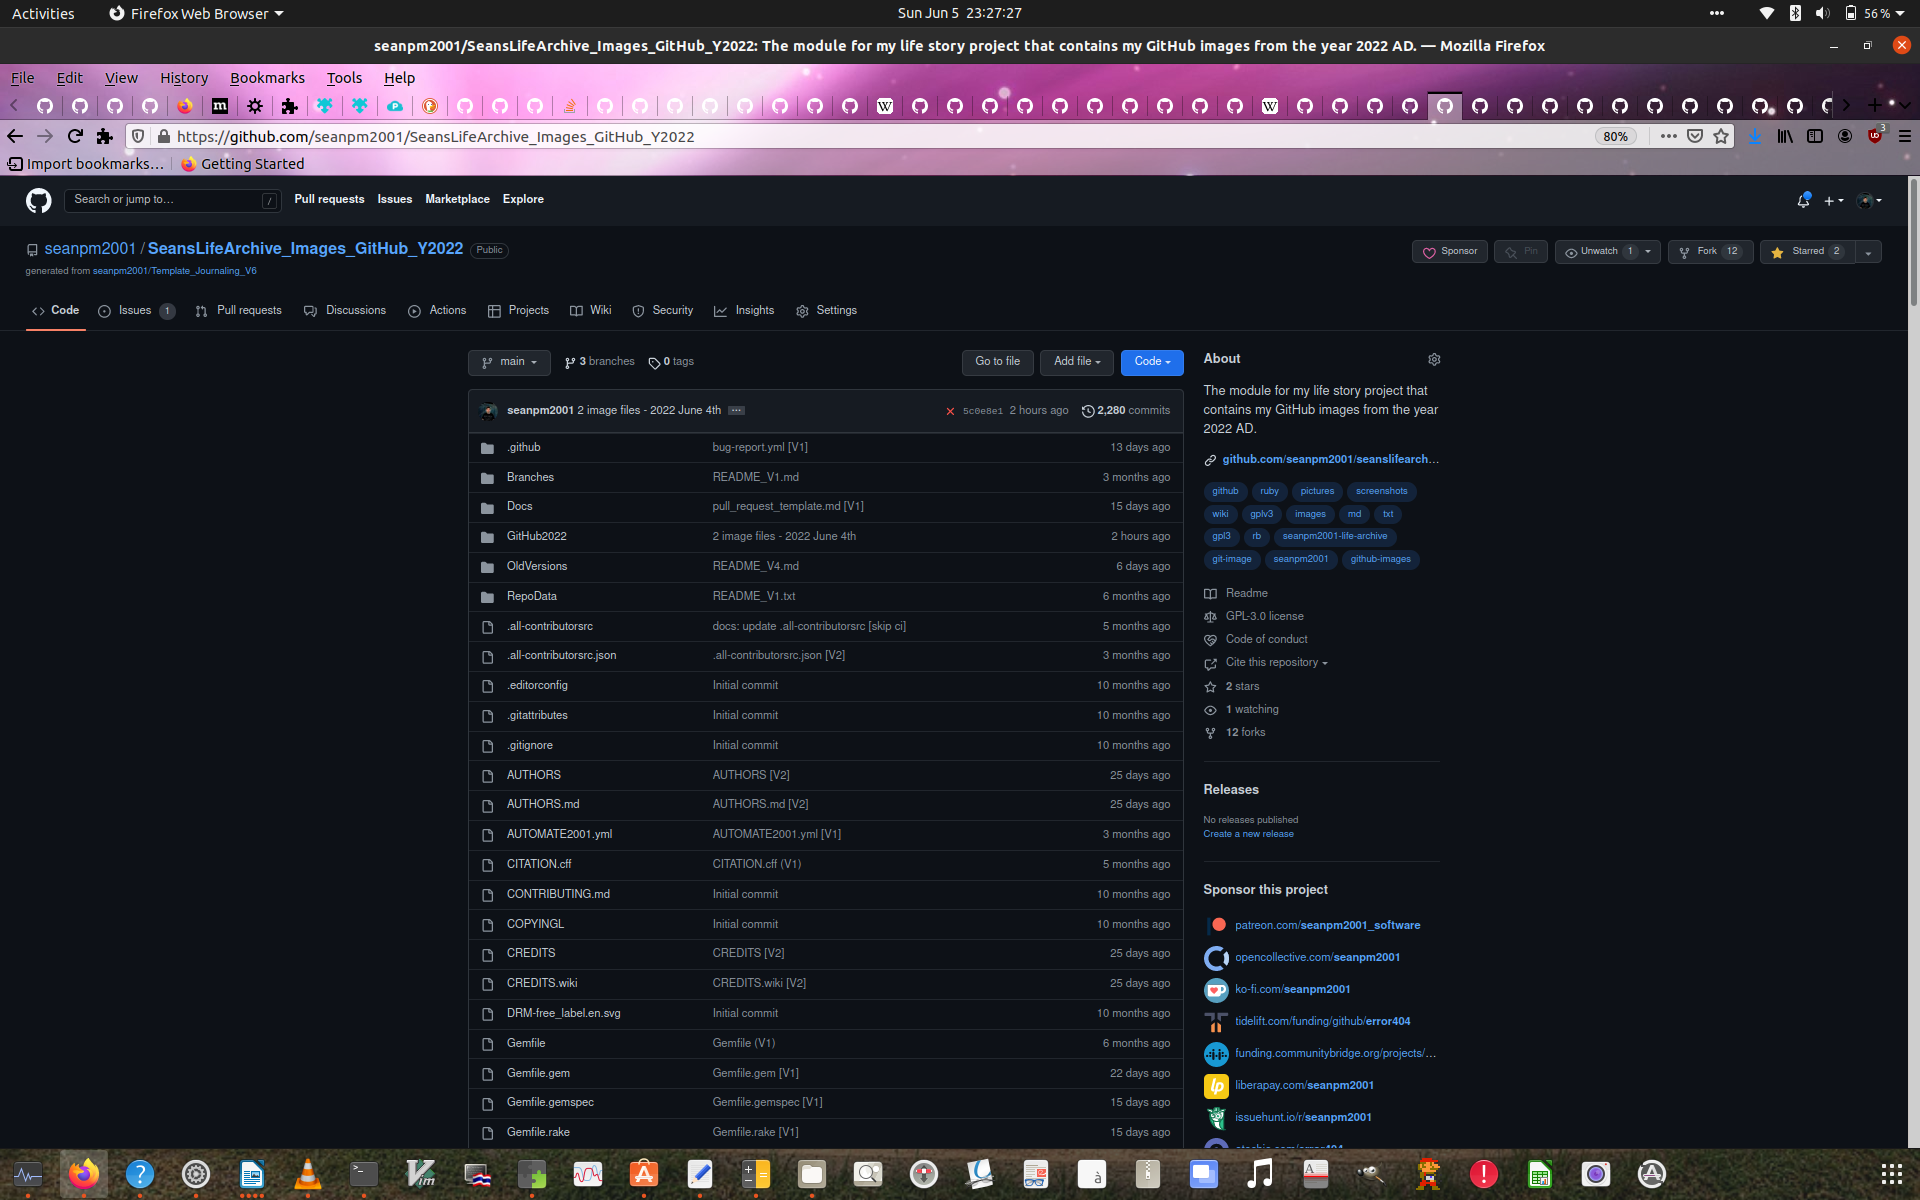 Activities Firefox Web Browser Sun Jun 5 23:27:27 56 %
seanpm2001/SeansLifeArchive_Images_GitHub_Y2022: The module for my life story project that contains my GitHub images from the year 2022 AD. — Mozilla Firefox
File Edit View History Bookmarks Tools Help
https://github.com/seanpm2001/SeansLifeArchive_Images_GitHub_Y2022 80% 3
Import bookmarks… Getting Started
Search or jump to… / Pull requests Issues Marketplace Explore
seanpm2001 / SeansLifeArchive_Images_GitHub_Y2022 Public Sponsor Pin Unwatch 1 Fork 12 Starred 2
generated from seanpm2001/Template_Journaling_V6
Code Issues 1 Pull requests Discussions Actions Projects Wiki Security Insights Settings
main 3 branches 0 tags Go to file Add file Code
seanpm2001 2 image files - 2022 June 4th 5c0e8e1 2 hours ago 2,280 commits
.github bug-report.yml [V1] 13 days ago
Branches README_V1.md 3 months ago
Docs pull_request_template.md [V1] 15 days ago
GitHub2022 2 image files - 2022 June 4th 2 hours ago
OldVersions README_V4.md 6 days ago
RepoData README_V1.txt 6 months ago
.all-contributorsrc docs: update .all-contributorsrc [skip ci] 5 months ago
.all-contributorsrc.json .all-contributorsrc.json [V2] 3 months ago
.editorconfig Initial commit 10 months ago
.gitattributes Initial commit 10 months ago
.gitignore Initial commit 10 months ago
AUTHORS AUTHORS [V2] 25 days ago
AUTHORS.md AUTHORS.md [V2] 25 days ago
AUTOMATE2001.yml AUTOMATE2001.yml [V1] 3 months ago
CITATION.cff CITATION.cff (V1) 5 months ago
CONTRIBUTING.md Initial commit 10 months ago
COPYINGL Initial commit 10 months ago
CREDITS CREDITS [V2] 25 days ago
CREDITS.wiki CREDITS.wiki [V2] 25 days ago
DRM-free_label.en.svg Initial commit 10 months ago
Gemfile Gemfile (V1) 6 months ago
Gemfile.gem Gemfile.gem [V1] 22 days ago
Gemfile.gemspec Gemfile.gemspec [V1] 15 days ago
Gemfile.rake Gemfile.rake [V1] 15 days ago
About
The module for my life story project that
contains my GitHub images from the year
2022 AD.
github.com/seanpm2001/seanslifearch…
github ruby pictures screenshots
wiki gplv3 images md txt
gpl3 rb seanpm2001-life-archive
git-image seanpm2001 github-images
Readme
GPL-3.0 license
Code of conduct
Cite this repository
2 stars
1 watching
12 forks
Releases
No releases published
Create a new release
Sponsor this project
patreon.com/seanpm2001_software
opencollective.com/seanpm2001
ko-fi.com/seanpm2001
tidelift.com/funding/github/error404
funding.communitybridge.org/projects/…
liberapay.com/seanpm2001
issuehunt.io/r/seanpm2001